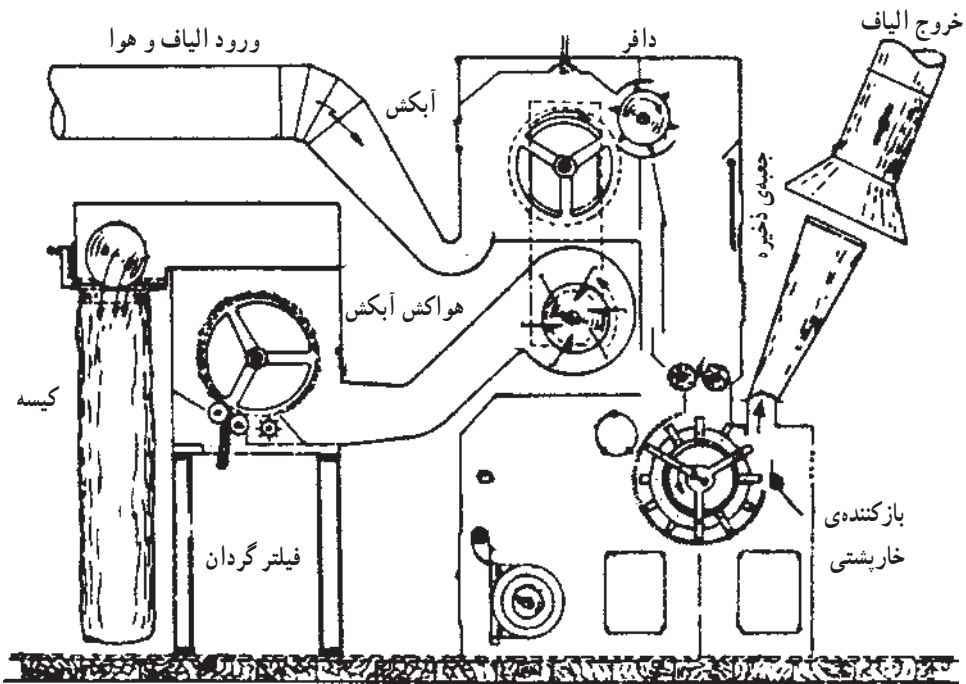 خروج الیاف
دافر
ورود الیاف و هوا
آبکش
جعبه‌ی ذخیره
هواکش آبکش
کیسه
بازکننده‌ی
خارپشتی
فیلتر گردان